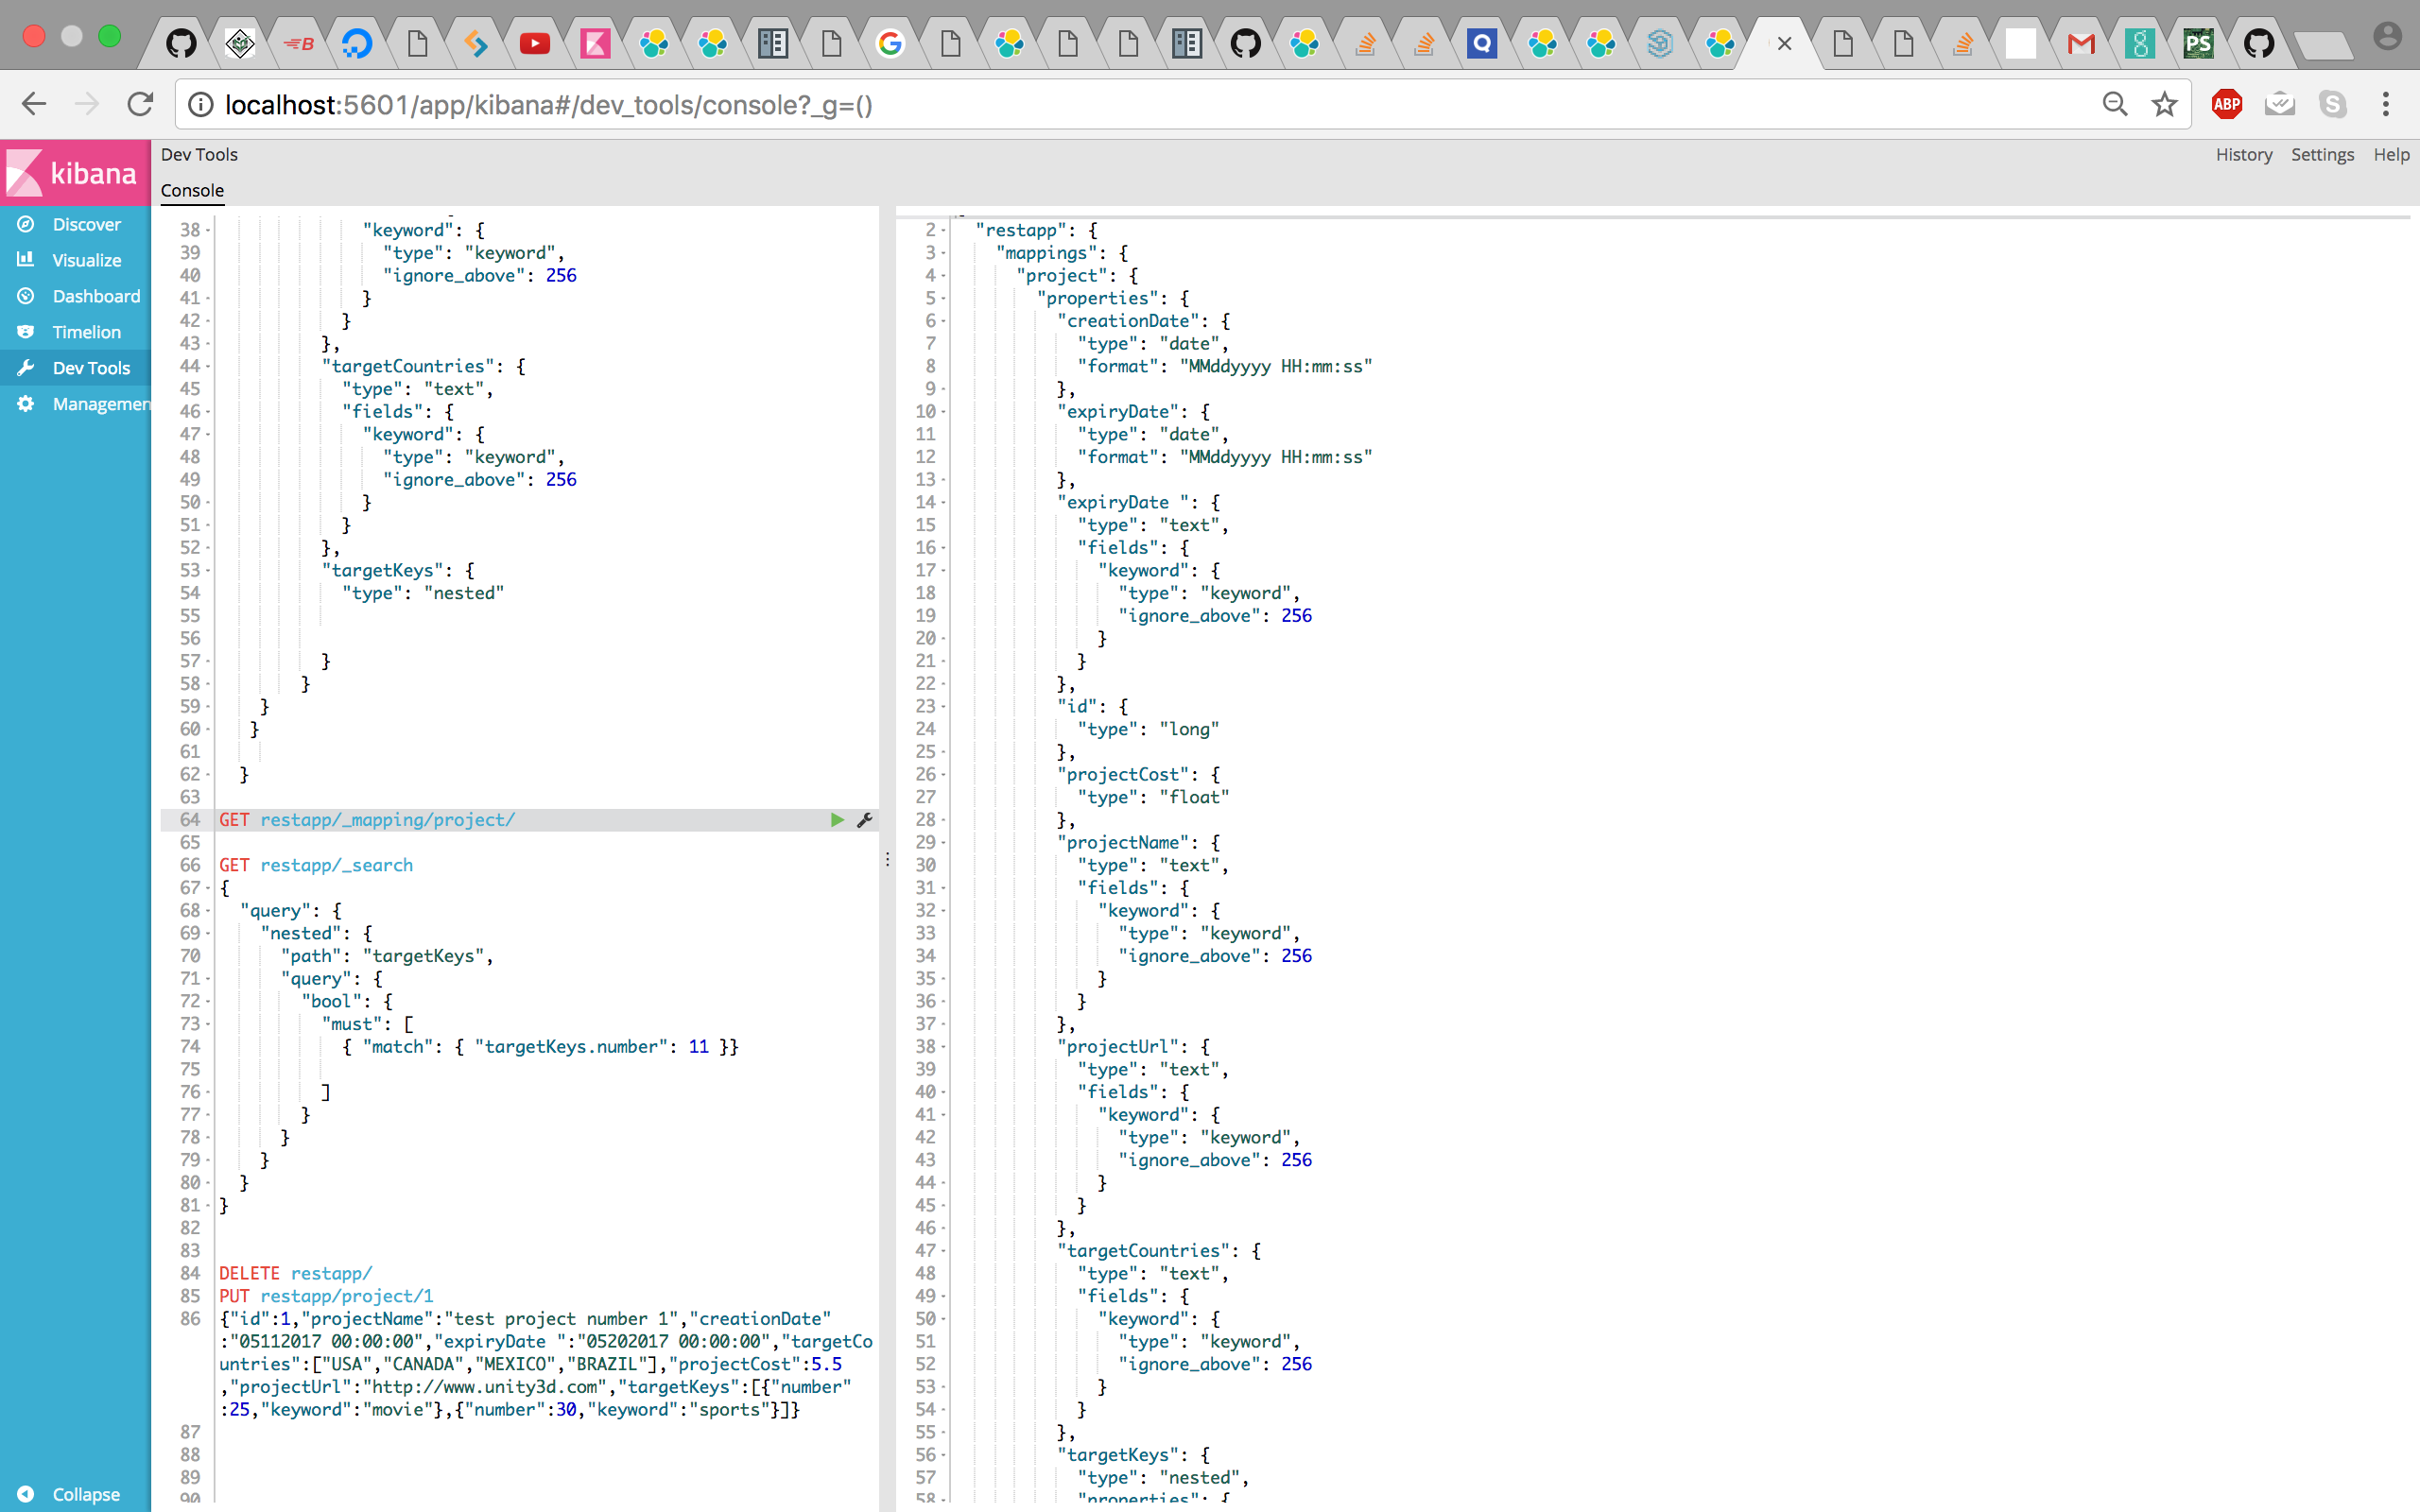 localhost:5601/app/kibana#/dev_tools/console?_g=()
ABP
PS
kibana
Discover
Visualize
Dashboard
Timelion
Dev Tools
Managemen
Collapse
Dev Tools
History Settings Help
Console
38 "keyword": {
39 "type": "keyword",
40 "ignore_above": 256
41 }
42 }
43 },
44 "targetCountries": {
45 "type": "text",
46 "fields": {
47 "keyword": {
48 "type": "keyword",
49 "ignore_above": 256
50 }
51 }
52 },
53 "targetKeys": {
54 "type": "nested"
55
56
57 }
58 }
59 }
60 }
61
62 }
63
64 GET restapp/_mapping/project/
65
66 GET restapp/_search
67 {
68 "query": {
69 "nested": {
70 "path": "targetKeys",
71 "query": {
72 "bool": {
73 "must": [
74 { "match": { "targetKeys.number": 11 }}
75
76 ]
77 }
78 }
79 }
80 }
81 }
82
83
84 DELETE restapp/
85 PUT restapp/project/1
86 {"id":1,"projectName":"test project number 1","creationDate"
:"05112017 00:00:00","expiryDate ":"05202017 00:00:00","targetCo
untries":["USA","CANADA","MEXICO","BRAZIL"],"projectCost":5.5
,"projectUrl":"http://www.unity3d.com","targetKeys":[{"number"
:25,"keyword":"movie"},{"number":30,"keyword":"sports"}]}
87
88
89
90
2 "restapp": {
3 "mappings": {
4 "project": {
5 "properties": {
6 "creationDate": {
7 "type": "date",
8 "format": "MMddyyyy HH:mm:ss"
9 },
10 "expiryDate": {
11 "type": "date",
12 "format": "MMddyyyy HH:mm:ss"
13 },
14 "expiryDate ": {
15 "type": "text",
16 "fields": {
17 "keyword": {
18 "type": "keyword",
19 "ignore_above": 256
20 }
21 }
22 },
23 "id": {
24 "type": "long"
25 },
26 "projectCost": {
27 "type": "float"
28 },
29 "projectName": {
30 "type": "text",
31 "fields": {
32 "keyword": {
33 "type": "keyword",
34 "ignore_above": 256
35 }
36 }
37 },
38 "projectUrl": {
39 "type": "text",
40 "fields": {
41 "keyword": {
42 "type": "keyword",
43 "ignore_above": 256
44 }
45 }
46 },
47 "targetCountries": {
48 "type": "text",
49 "fields": {
50 "keyword": {
51 "type": "keyword",
52 "ignore_above": 256
53 }
54 }
55 },
56 "targetKeys": {
57 "type": "nested",
58 "properties": {